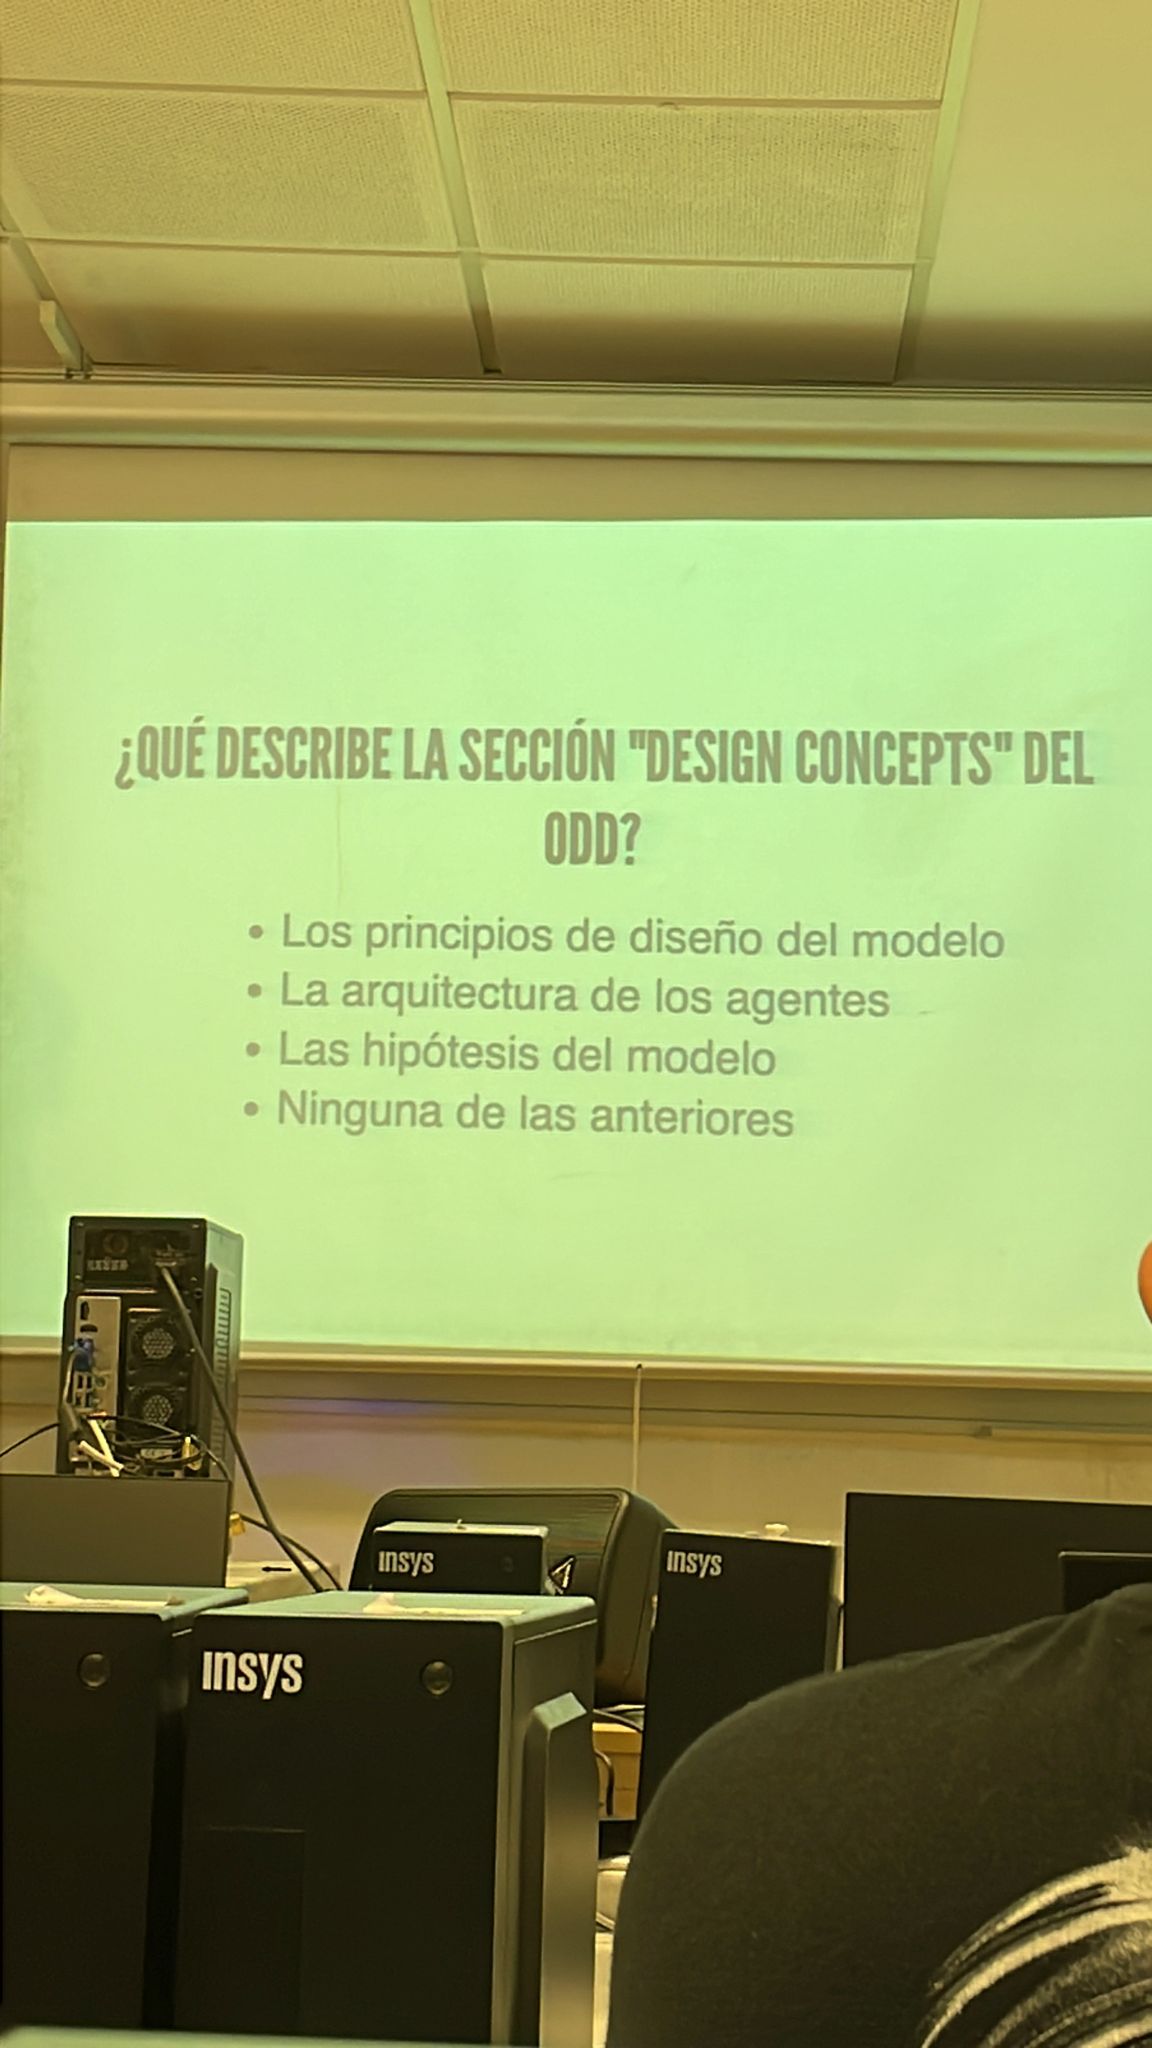 ¿QUÉ DESCRIBE LA SECCIÓN "DESIGN CONCEPTS" DEL
ODD?
• Los principios de diseño del modelo
• La arquitectura de los agentes
• Las hipótesis del modelo
• Ninguna de las anteriores
insys
insys
insys